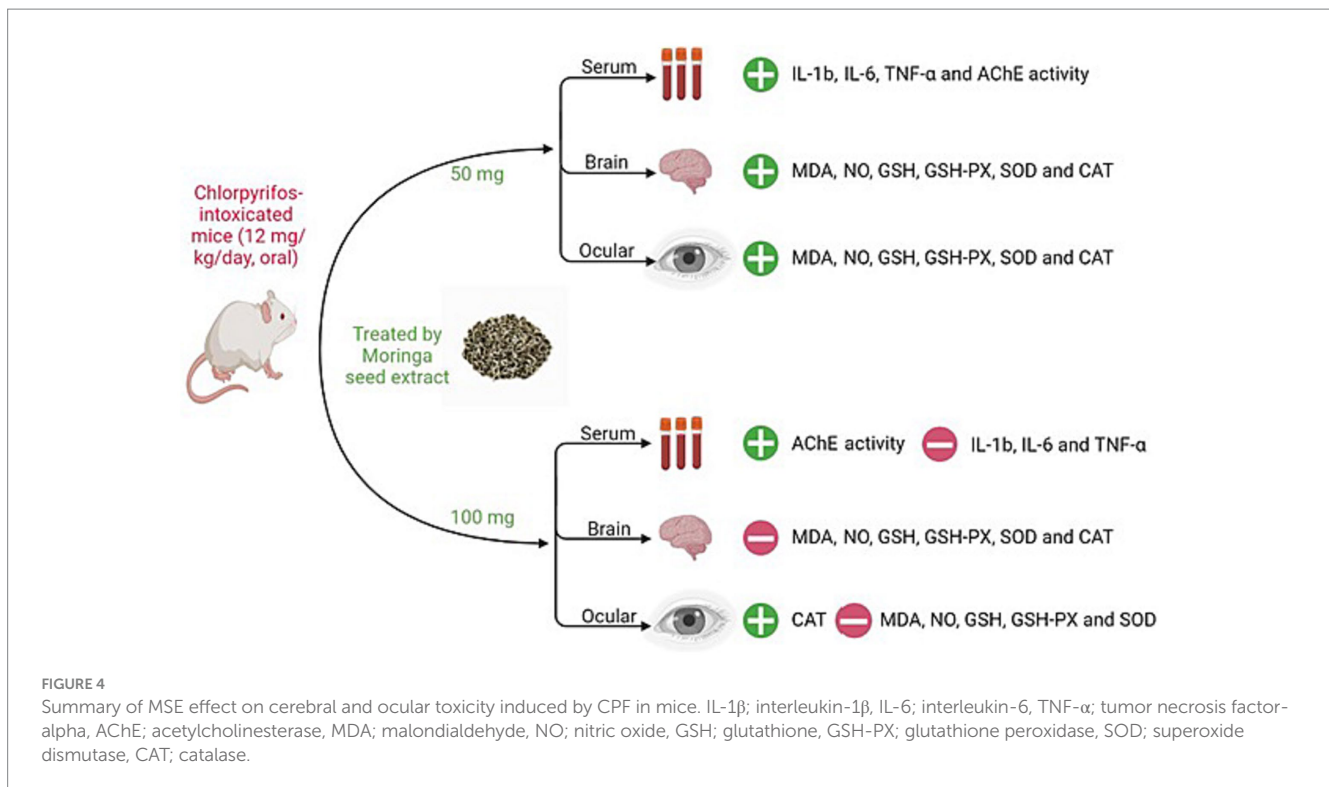 Serum
IL-1b, IL-6, TNF-α and AChE activity
Brain
MDA, NO, GSH, GSH-PX, SOD and CAT
50 mg
Ocular
MDA, NO, GSH, GSH-PX, SOD and CAT
Chlorpyrifos-
intoxicated
mice (12 mg/
kg/day, oral)
Treated by
Moringa
seed extract
Serum
AChE activity
IL-1b, IL-6 and TNF-α
100 mg
Brain
MDA, NO, GSH, GSH-PX, SOD and CAT
Ocular
CAT
MDA, NO, GSH, GSH-PX and SOD
FIGURE 4
Summary of MSE effect on cerebral and ocular toxicity induced by CPF in mice. IL-1β; interleukin-1β, IL-6; interleukin-6, TNF-α; tumor necrosis factor-
alpha, AChE; acetylcholinesterase, MDA; malondialdehyde, NO; nitric oxide, GSH; glutathione, GSH-PX; glutathione peroxidase, SOD; superoxide
dismutase, CAT; catalase.